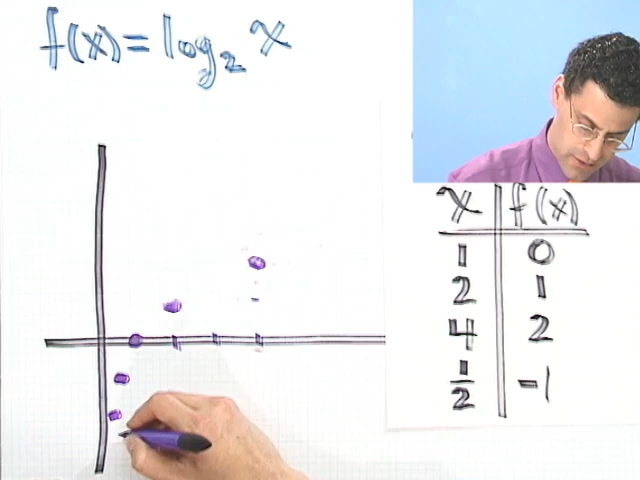 f(x) = log₂ x
x f(x)
1 0
2 1
4 2
1/2 -1